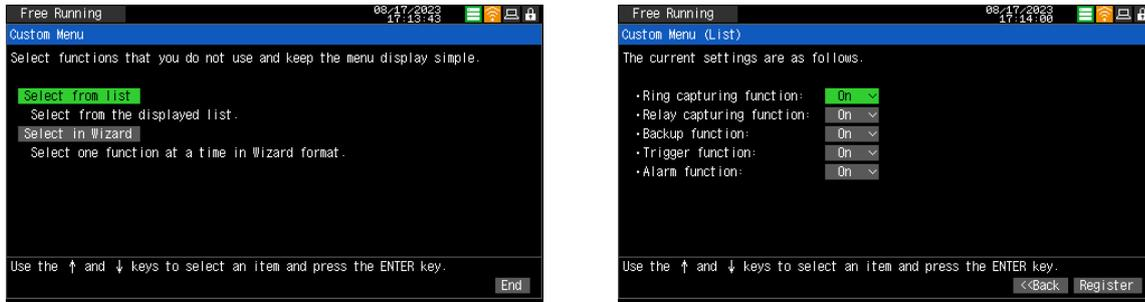 Free Running 08/17/2023
17:13:43
Custom Menu
Select functions that you do not use and keep the menu display simple.
Select from list
Select from the displayed list.
Select in Wizard
Select one function at a time in Wizard format.
Use the ↑ and ↓ keys to select an item and press the ENTER key.
End
Free Running 08/17/2023
17:14:00
Custom Menu (List)
The current settings are as follows.
・Ring capturing function: On
・Relay capturing function: On
・Backup function: On
・Trigger function: On
・Alarm function: On
Use the ↑ and ↓ keys to select an item and press the ENTER key.
<<Back Register